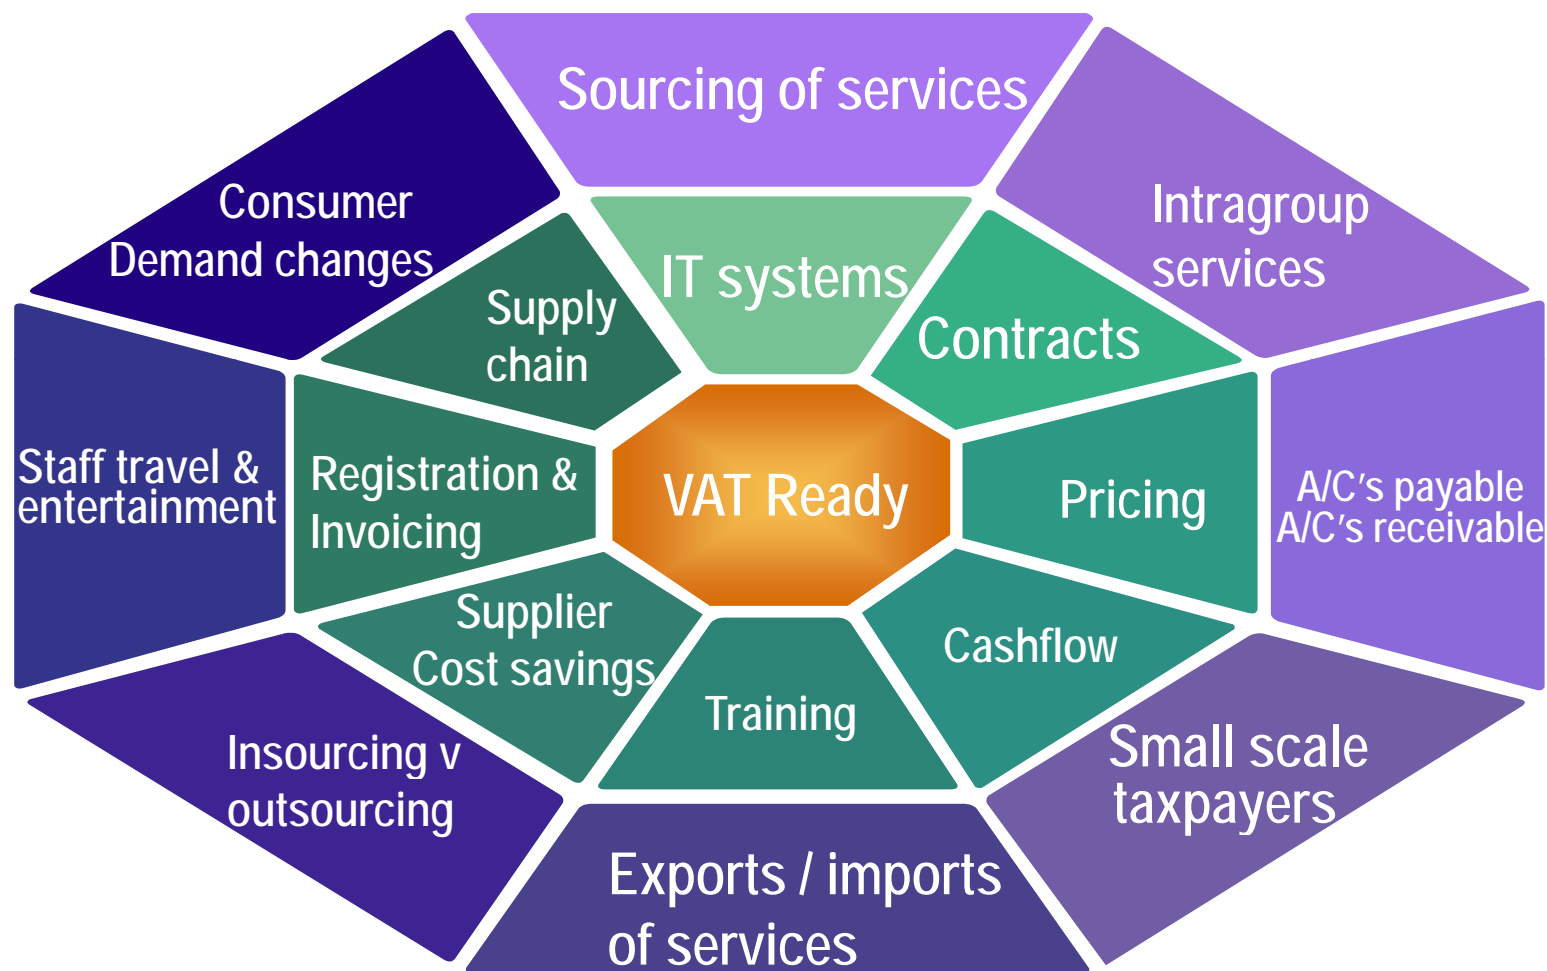 Sourcing of services
Consumer
Demand changes
Intragroup
services
IT systems
Supply
chain
Contracts
Staff travel &
entertainment
Registration &
Invoicing
VAT Ready
Pricing
A/C's payable
A/C's receivable
Supplier
Cost savings
Cashflow
Training
Insourcing v
outsourcing
Small scale
taxpayers
Exports / imports
of services